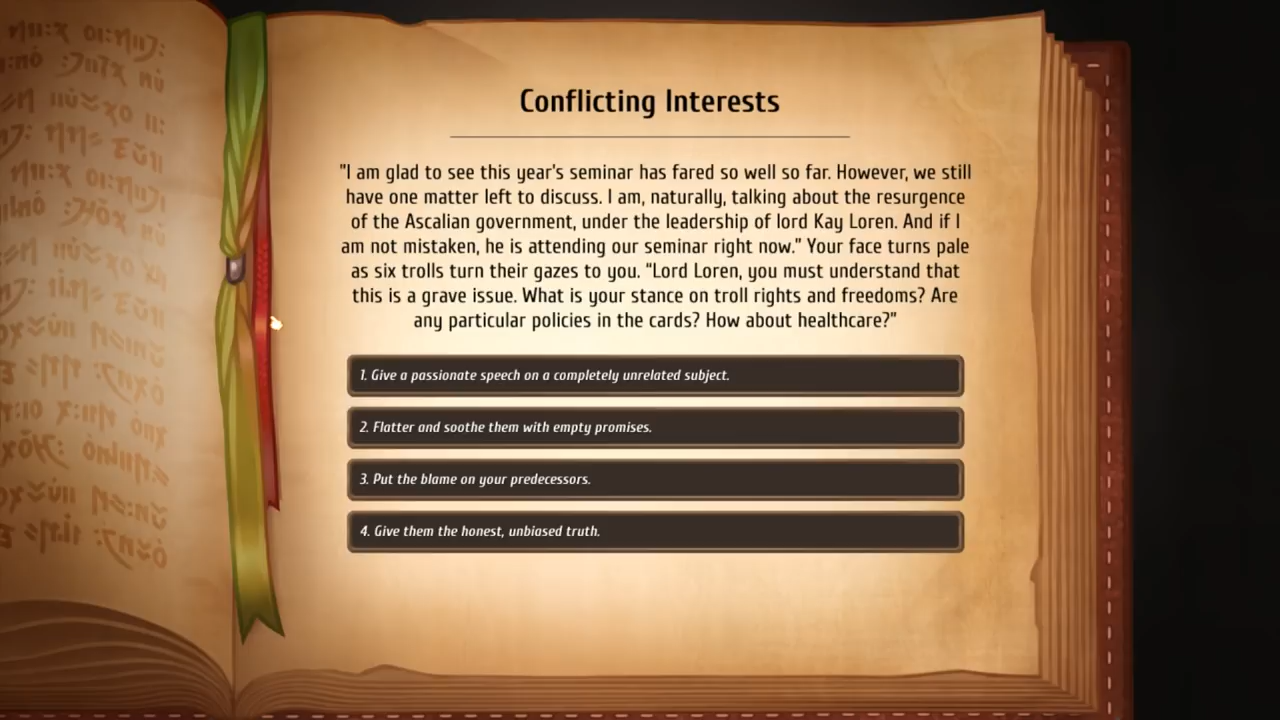 Conflicting Interests
"I am glad to see this year's seminar has fared so well so far. However, we still
have one matter left to discuss. I am, naturally, talking about the resurgence
of the Ascalian government, under the leadership of lord Kay Loren. And if I
am not mistaken, he is attending our seminar right now.” Your face turns pale
as six trolls turn their gazes to you. “Lord Loren, you must understand that
this is a grave issue. What is your stance on troll rights and freedoms? Are
any particular policies in the cards? How about healthcare?”
1. Give a passionate speech on a completely unrelated subject.
2. Flatter and soothe them with empty promises.
3. Put the blame on your predecessors.
4. Give them the honest, unbiased truth.